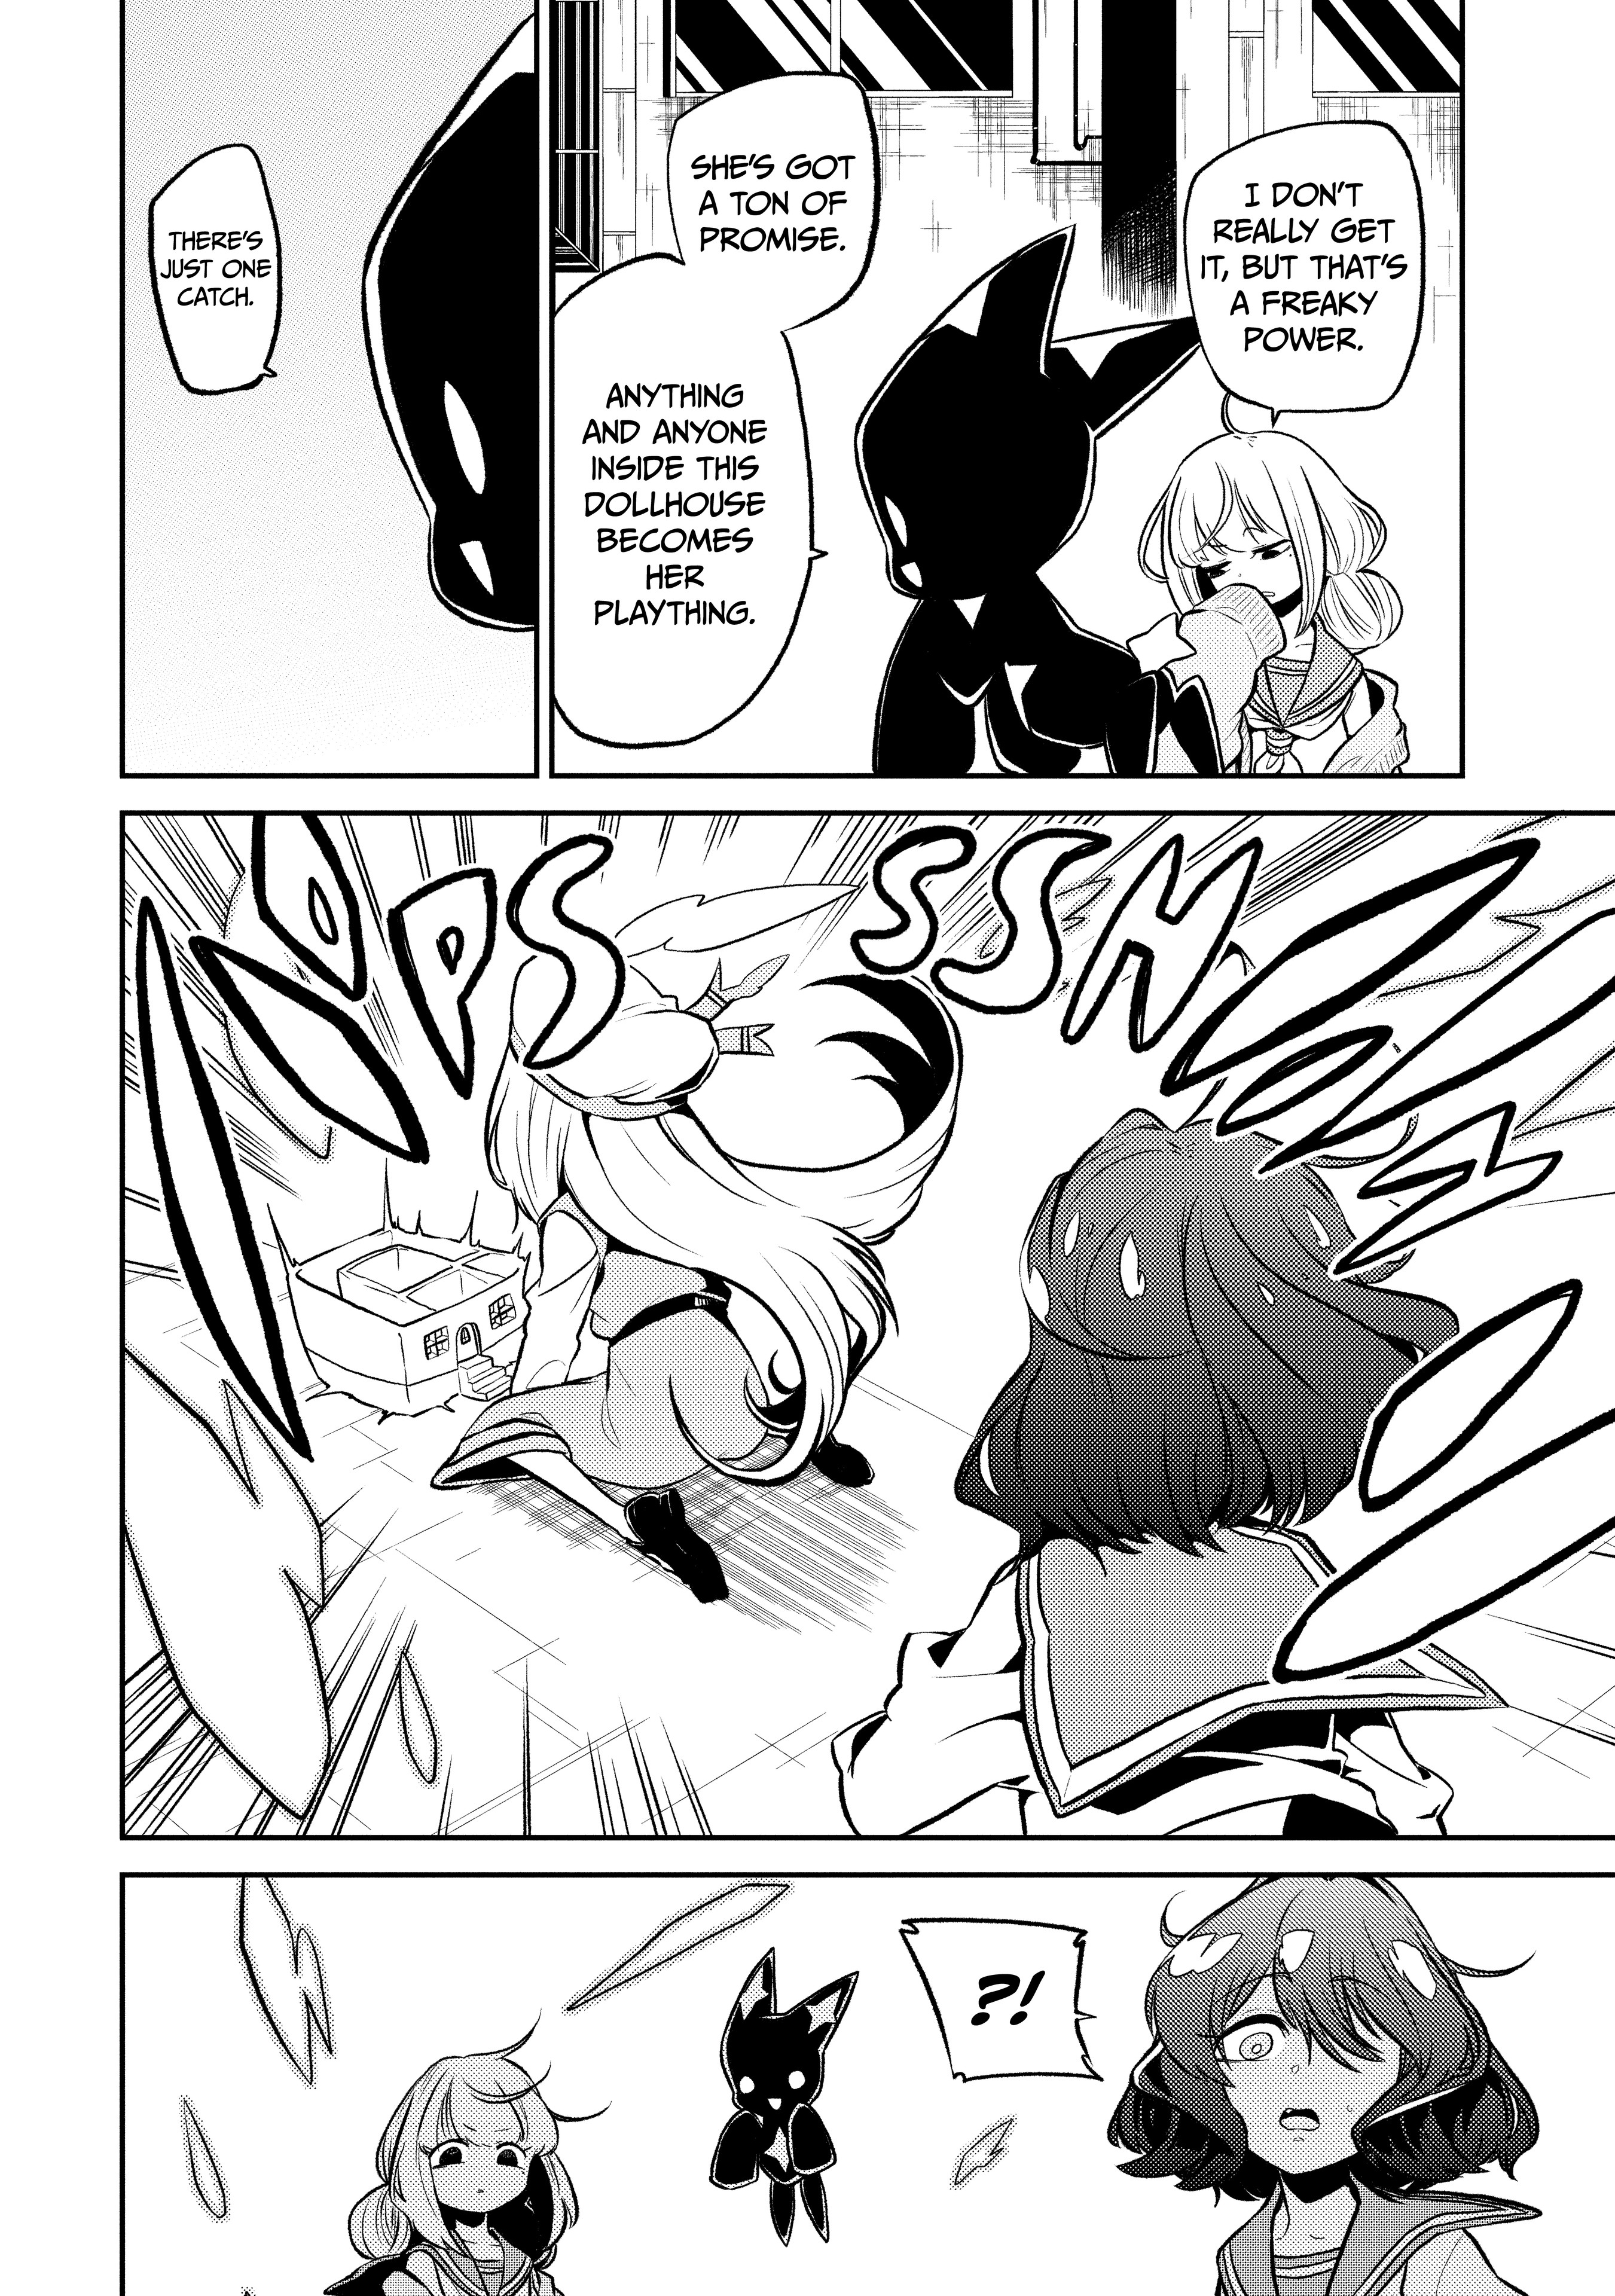 I DON'T
REALLY GET
IT, BUT THAT'S
A FREAKY
POWER.
SHE'S GOT
A TON OF
PROMISE.
ANYTHING
AND ANYONE
INSIDE THIS
DOLLHOUSE
BECOMES
HER
PLAYTHING.
THERE'S
JUST ONE
CATCH.
?!